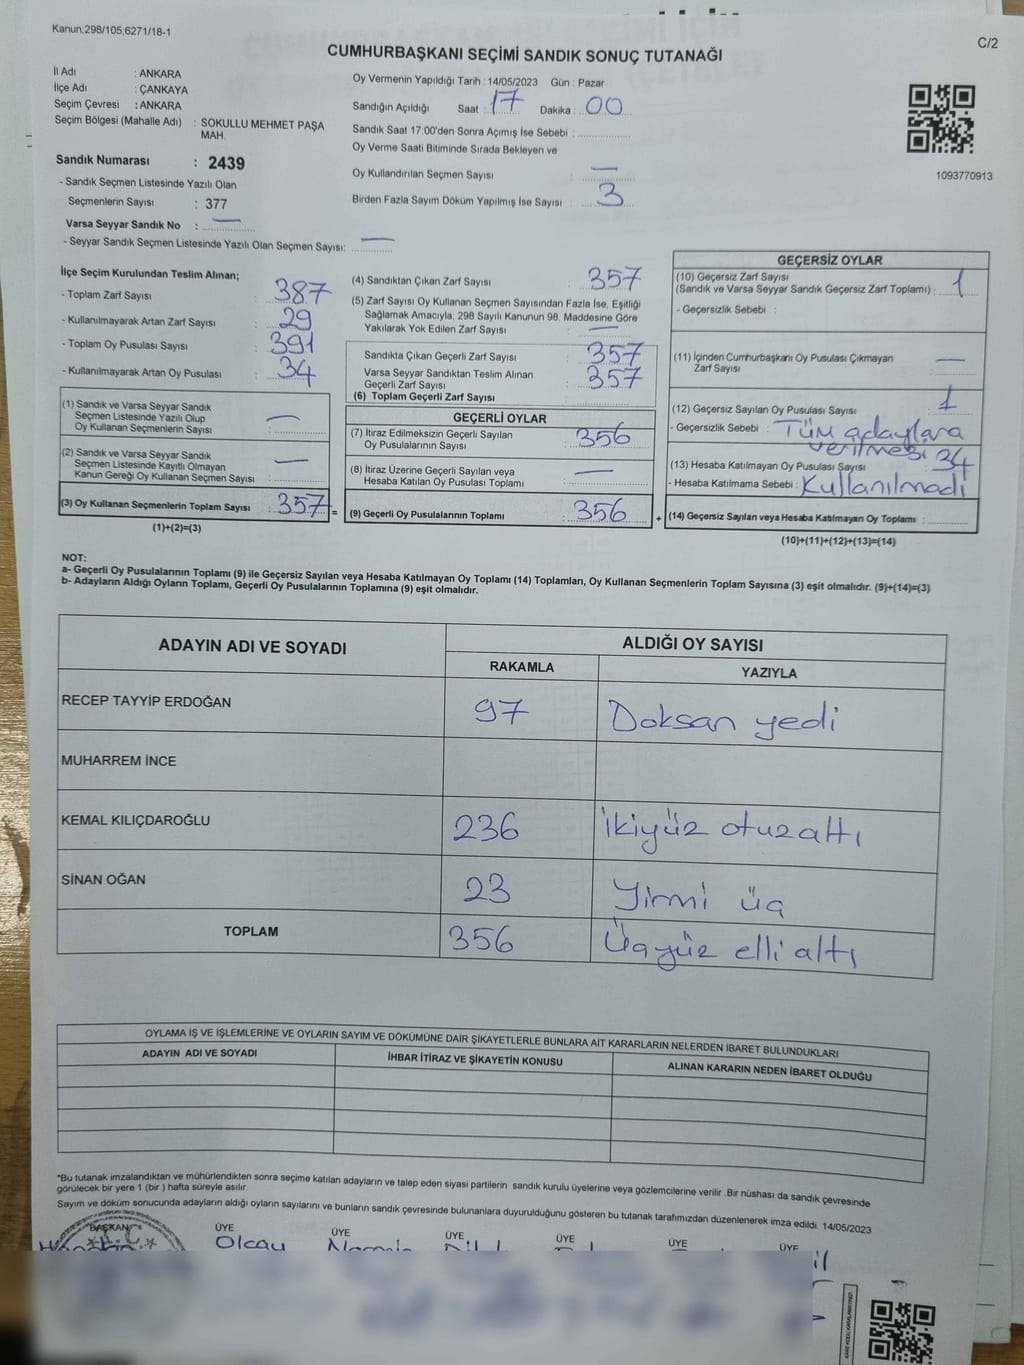 Kanun;298/105;6271/18-1
C/2
CUMHURBAŞKANI SEÇİMİ SANDIK SONUÇ TUTANAĞI
İl Adı : ANKARA
İlçe Adı : ÇANKAYA
Seçim Çevresi : ANKARA
Seçim Bölgesi (Mahalle Adı) : SOKULLU MEHMET PAŞA
MAH.
Sandık Numarası : 2439
- Sandık Seçmen Listesinde Yazılı Olan
Seçmenlerin Sayısı : 377
Varsa Seyyar Sandık No : —
- Seyyar Sandık Seçmen Listesinde Yazılı Olan Seçmen Sayısı: —
Oy Vermenin Yapıldığı Tarih : 14/05/2023 Gün : Pazar
Sandığın Açıldığı Saat : 17 Dakika : 00
Sandık Saat 17:00'den Sonra Açımış İse Sebebi :
Oy Verme Saati Bitiminde Sırada Bekleyen ve
Oy Kullandırılan Seçmen Sayısı : —
Birden Fazla Sayım Döküm Yapılmış İse Sayısı : 3
1093770913
İlçe Seçim Kurulundan Teslim Alınan;
- Toplam Zarf Sayısı : 387
- Kullanılmayarak Artan Zarf Sayısı : 29
- Toplam Oy Pusulası Sayısı : 391
- Kullanılmayarak Artan Oy Pusulası : 34
(1) Sandık ve Varsa Seyyar Sandık
Seçmen Listesinde Yazılı Olup
Oy Kullanan Seçmenlerin Sayısı : —
(2) Sandık ve Varsa Seyyar Sandık
Seçmen Listesinde Kayıtlı Olmayan
Kanun Gereği Oy Kullanan Seçmen Sayısı : —
(3) Oy Kullanan Seçmenlerin Toplam Sayısı : 357 =
(1)+(2)=(3)
(4) Sandıktan Çıkan Zarf Sayısı : 357
(5) Zarf Sayısı Oy Kullanan Seçmen Sayısından Fazla İse, Eşitliği
Sağlamak Amacıyla, 298 Sayılı Kanunun 98. Maddesine Göre
Yakılarak Yok Edilen Zarf Sayısı : —
Sandıkta Çıkan Geçerli Zarf Sayısı : 357
Varsa Seyyar Sandıktan Teslim Alınan
Geçerli Zarf Sayısı : 357
(6) Toplam Geçerli Zarf Sayısı :
GEÇERLİ OYLAR
(7) İtiraz Edilmeksizin Geçerli Sayılan
Oy Pusulalarının Sayısı : 356
(8) İtiraz Üzerine Geçerli Sayılan veya
Hesaba Katılan Oy Pusulası Toplamı : —
(9) Geçerli Oy Pusulalarının Toplamı : 356 +
GEÇERSİZ OYLAR
(10) Geçersiz Zarf Sayısı
(Sandık ve Varsa Seyyar Sandık Geçersiz Zarf Toplamı) : 1
- Geçersizlik Sebebi :
(11) İçinden Cumhurbaşkanı Oy Pusulası Çıkmayan
Zarf Sayısı : —
(12) Geçersiz Sayılan Oy Pusulası Sayısı : 1
- Geçersizlik Sebebi : Tüm adaylara
verilmesi
(13) Hesaba Katılmayan Oy Pusulası Sayısı : 34
- Hesaba Katılmama Sebebi : Kullanılmadı
(14) Geçersiz Sayılan veya Hesaba Katılmayan Oy Toplamı :
(10)+(11)+(12)+(13)=(14)
NOT:
a- Geçerli Oy Pusulalarının Toplamı (9) ile Geçersiz Sayılan veya Hesaba Katılmayan Oy Toplamı (14) Toplamları, Oy Kullanan Seçmenlerin Toplam Sayısına (3) eşit olmalıdır. (9)+(14)=(3)
b- Adayların Aldığı Oyların Toplamı, Geçerli Oy Pusulalarının Toplamına (9) eşit olmalıdır.
ADAYIN ADI VE SOYADI ALDIĞI OY SAYISI
RAKAMLA YAZIYLA
RECEP TAYYİP ERDOĞAN 97 Doksan yedi
MUHARREM İNCE
KEMAL KILIÇDAROĞLU 236 İkiyüz otuzaltı
SİNAN OĞAN 23 Yirmi üç
TOPLAM 356 Üçyüz elli altı
OYLAMA İŞ VE İŞLEMLERİNE VE OYLARIN SAYIM VE DÖKÜMÜNE DAİR ŞİKAYETLERLE BUNLARA AİT KARARLARIN NELERDEN İBARET BULUNDUKLARI
ADAYIN ADI VE SOYADI İHBAR İTİRAZ VE ŞİKAYETİN KONUSU ALINAN KARARIN NEDEN İBARET OLDUĞU
*Bu tutanak imzalandıktan ve mühürlendikten sonra seçime katılan adayların ve talep eden siyasi partilerin sandık kurulu üyelerine veya gözlemcilerine verilir .Bir nüshası da sandık çevresinde
görülecek bir yere 1 (bir ) hafta süreyle asılır.
Sayım ve döküm sonucunda adayların aldığı oyların sayılarını ve bunların sandık çevresinde bulunanlara duyurulduğunu gösteren bu tutanak tarafımızdan düzenlenerek imza edildi. 14/05/2023
BAŞKAN ÜYE ÜYE ÜYE ÜYE ÜYE ÜYE
Olcay